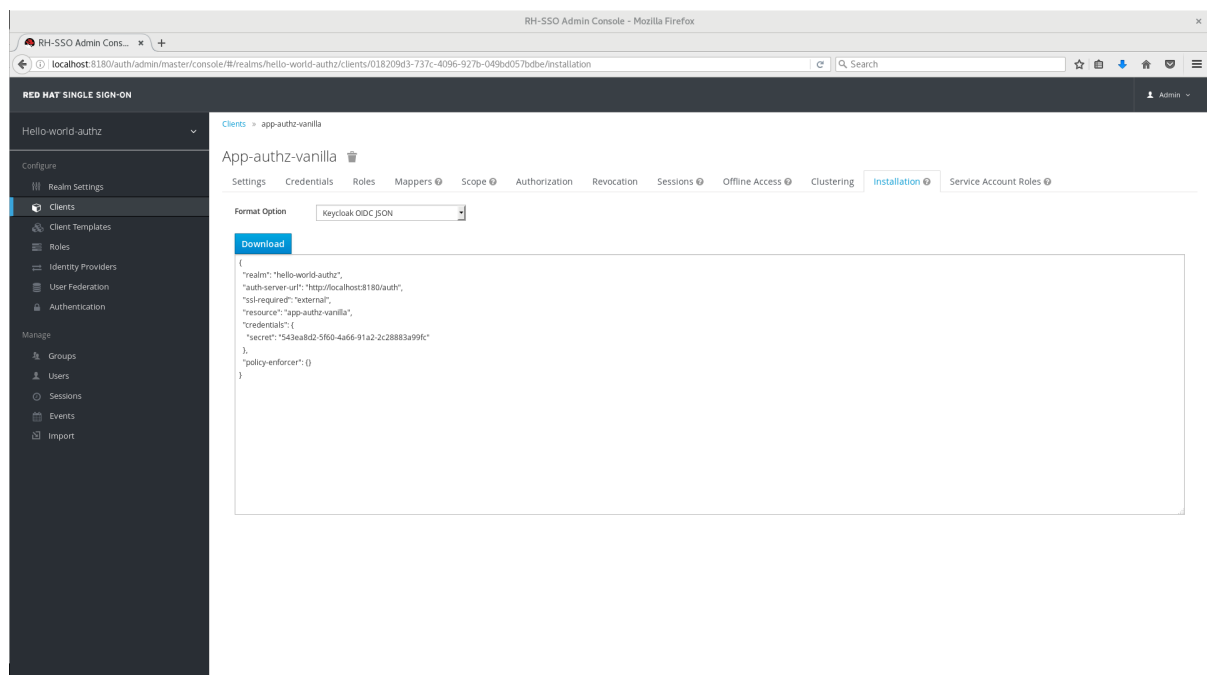 RH-SSO Admin Console - Mozilla Firefox
RH-SSO Admin Cons...
localhost:8180/auth/admin/master/console/#/realms/hello-world-authz/clients/018209d3-737c-4096-927b-049bd057bdbe/installation
Search
RED HAT SINGLE SIGN-ON
Admin
Hello-world-authz
Configure
Realm Settings
Clients
Client Templates
Roles
Identity Providers
User Federation
Authentication
Manage
Groups
Users
Sessions
Events
Import
Clients » app-authz-vanilla
App-authz-vanilla
Settings Credentials Roles Mappers Scope Authorization Revocation Sessions Offline Access Clustering Installation Service Account Roles
Format Option Keycloak OIDC JSON
Download
{
"realm": "hello-world-authz",
"auth-server-url": "http://localhost:8180/auth",
"ssl-required": "external",
"resource": "app-authz-vanilla",
"credentials": {
"secret": "543ea8d2-5f60-4a66-91a2-2c28883a99fc"
},
"policy-enforcer": {}
}